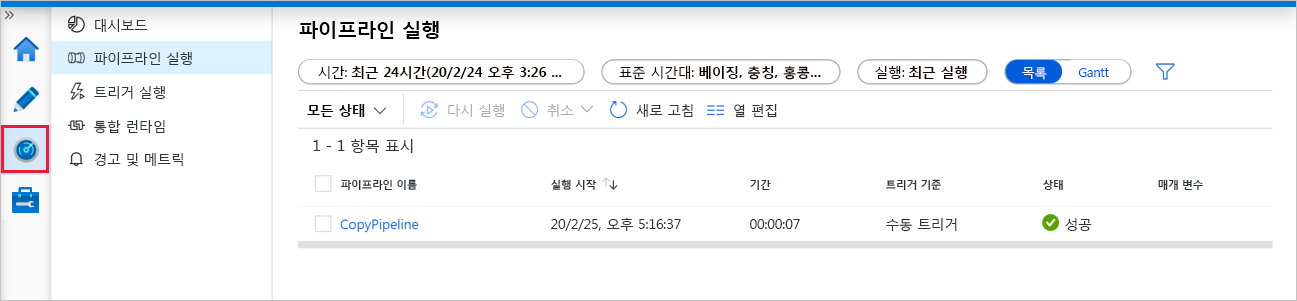 대시보드
파이프라인 실행
트리거 실행
통합 런타임
경고 및 메트릭
파이프라인 실행
시간: 최근 24시간(20/2/24 오후 3:26 ... 표준 시간대: 베이징, 충칭, 홍콩... 실행: 최근 실행 목록 Gantt
모든 상태 다시 실행 취소 새로 고침 열 편집
1 - 1 항목 표시
파이프라인 이름 실행 시작 기간 트리거 기준 상태 매개 변수
CopyPipeline 20/2/25, 오후 5:16:37 00:00:07 수동 트리거 성공